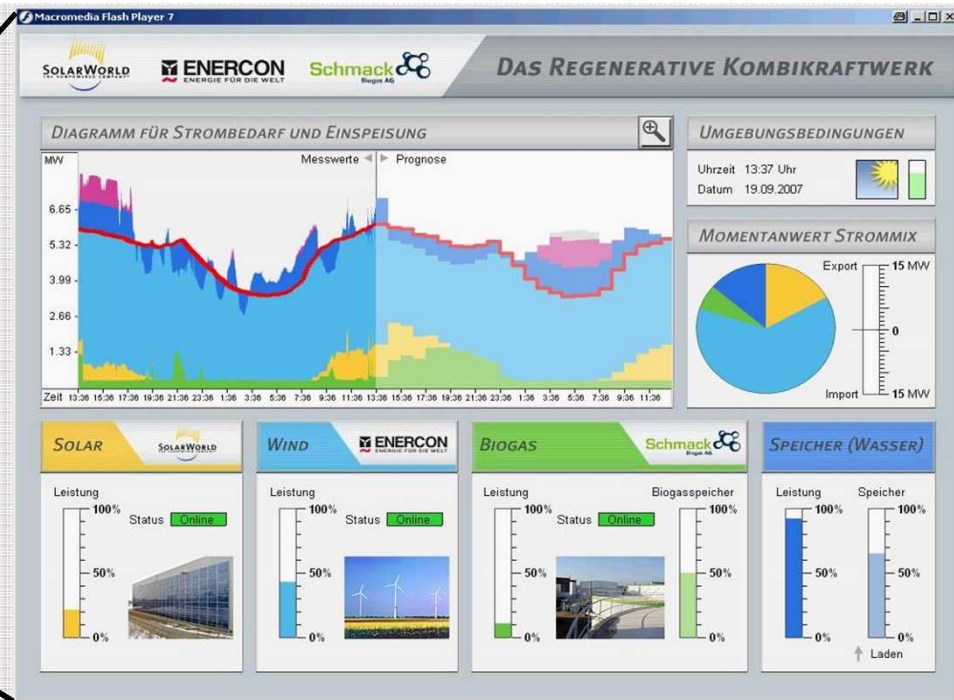 Macromedia Flash Player 7
SOLARWORLD
THE SUNPOWERED COMPANY
ENERCON
ENERGIE FÜR DIE WELT
Schmack
Biogas AG
DAS REGENERATIVE KOMBIKRAFTWERK
DIAGRAMM FÜR STROMBEDARF UND EINSPEISUNG
MW
Messwerte
Prognose
6.65
5.32
3.99
2.66
1.33
Zeit 13:36 15:36 17:36 19:36 21:36 23:36 1:36 3:36 5:36 7:36 9:36 11:36 13:36 15:36 17:36 19:36 21:36 23:36 1:36 3:36 5:36 7:36 9:36 11:36
UMGEBUNGSBEDINGUNGEN
Uhrzeit 13:37 Uhr
Datum 19.09.2007
MOMENTANWERT STROMMIX
Export
15 MW
0
Import
15 MW
SOLAR
SOLARWORLD
Leistung
100%
Status Online
50%
0%
WIND
ENERCON
ENERGIE FÜR DIE WELT
Leistung
100%
Status Online
50%
0%
BIOGAS
Schmack
Biogas AG
Leistung
Biogasspeicher
100%
Status Online
100%
50%
50%
0%
0%
SPEICHER (WASSER)
Leistung
Speicher
100%
100%
50%
50%
0%
0%
Laden